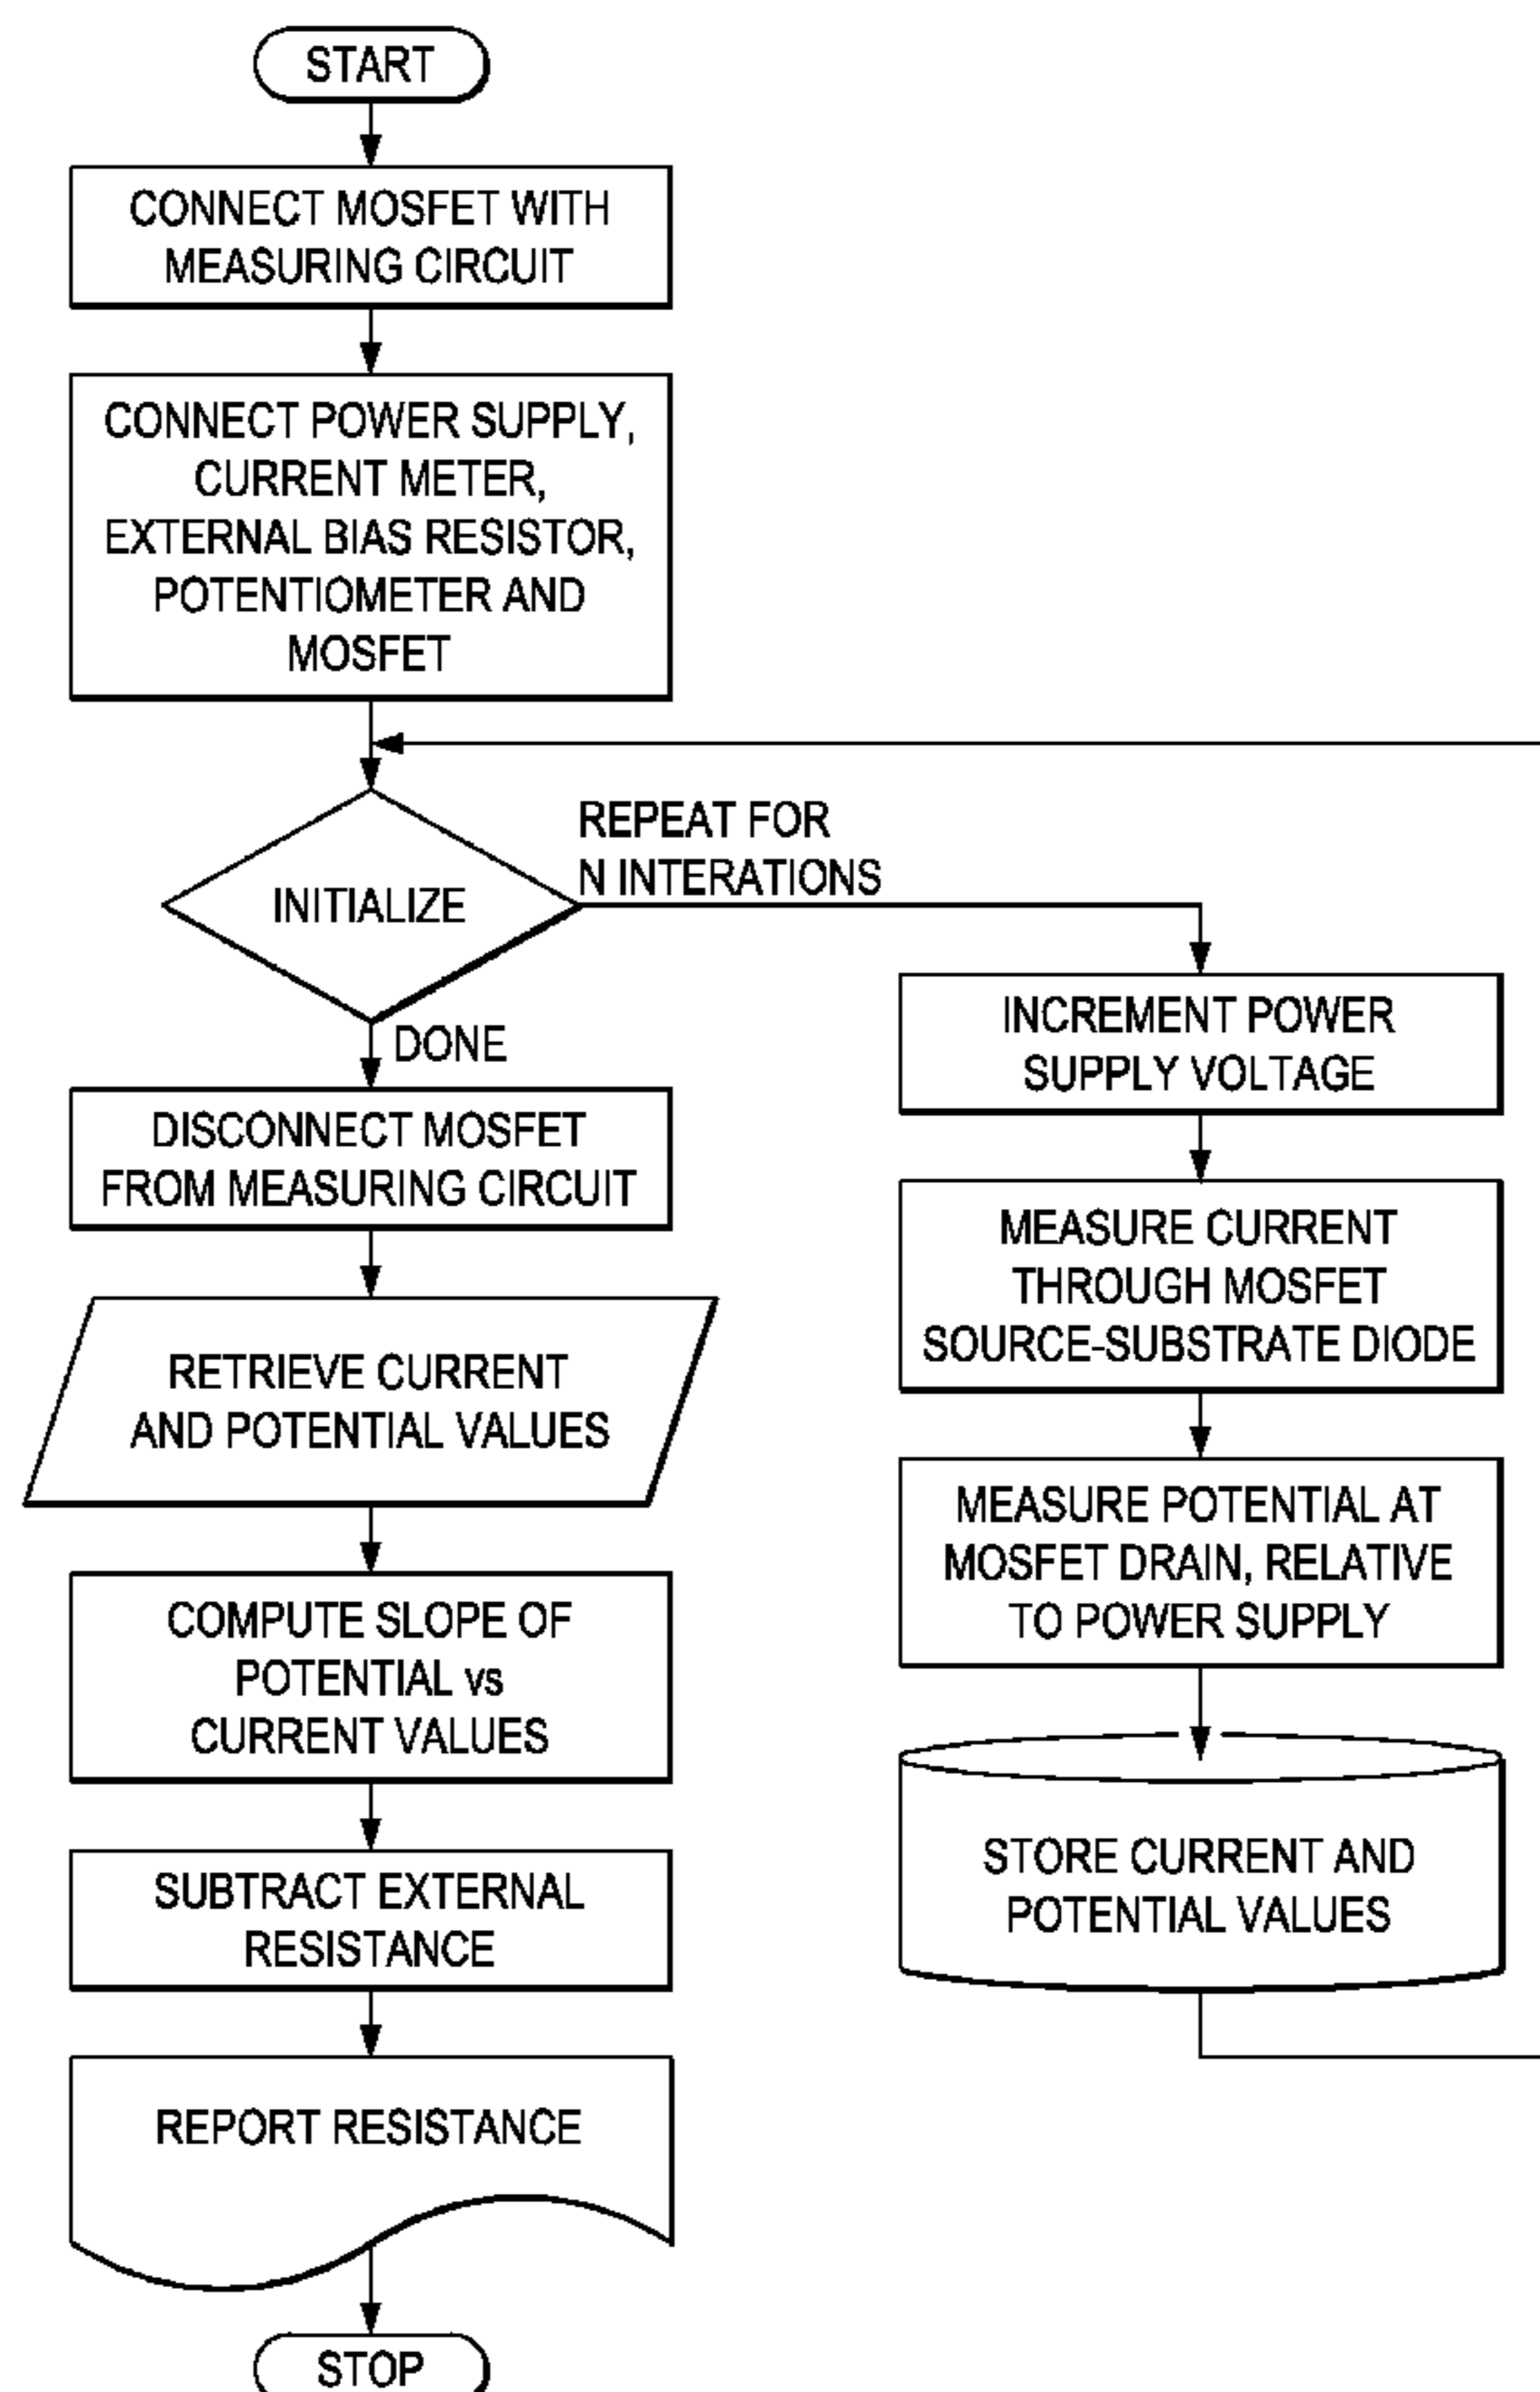 START
CONNECT MOSFET WITH
MEASURING CIRCUIT
CONNECT POWER SUPPLY,
CURRENT METER,
EXTERNAL BIAS RESISTOR,
POTENTIOMETER AND
MOSFET
INITIALIZE
REPEAT FOR
N INTERATIONS
DONE
DISCONNECT MOSFET
FROM MEASURING CIRCUIT
RETRIEVE CURRENT
AND POTENTIAL VALUES
COMPUTE SLOPE OF
POTENTIAL vs
CURRENT VALUES
SUBTRACT EXTERNAL
RESISTANCE
REPORT RESISTANCE
STOP
INCREMENT POWER
SUPPLY VOLTAGE
MEASURE CURRENT
THROUGH MOSFET
SOURCE-SUBSTRATE DIODE
MEASURE POTENTIAL AT
MOSFET DRAIN, RELATIVE
TO POWER SUPPLY
STORE CURRENT AND
POTENTIAL VALUES